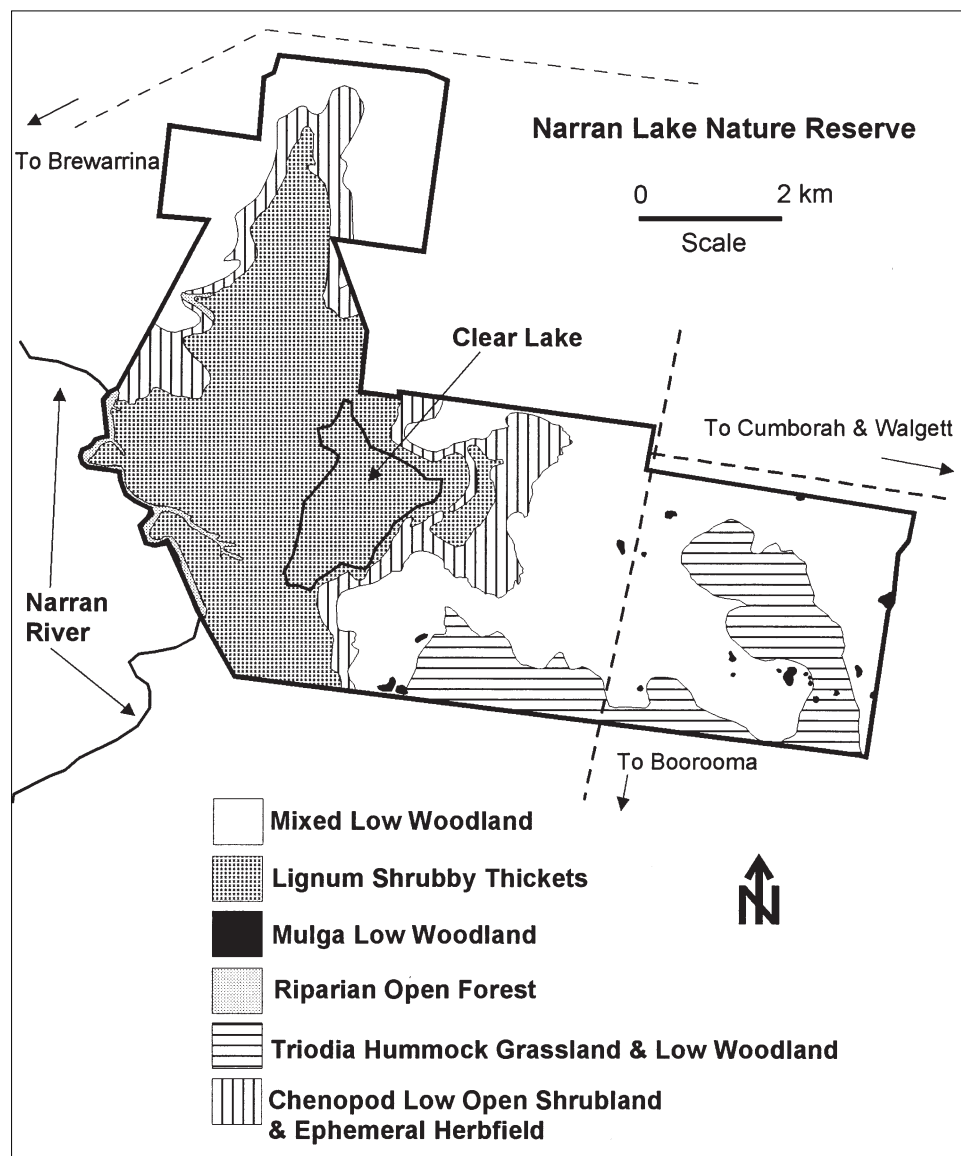 Narran Lake Nature Reserve
To Brewarrina
0 2 km
Scale
Clear Lake
To Cumborah & Walgett
Narran
River
To Boorooma
Mixed Low Woodland
Lignum Shrubby Thickets
N
Mulga Low Woodland
Riparian Open Forest
Triodia Hummock Grassland & Low Woodland
Chenopod Low Open Shrubland
& Ephemeral Herbfield